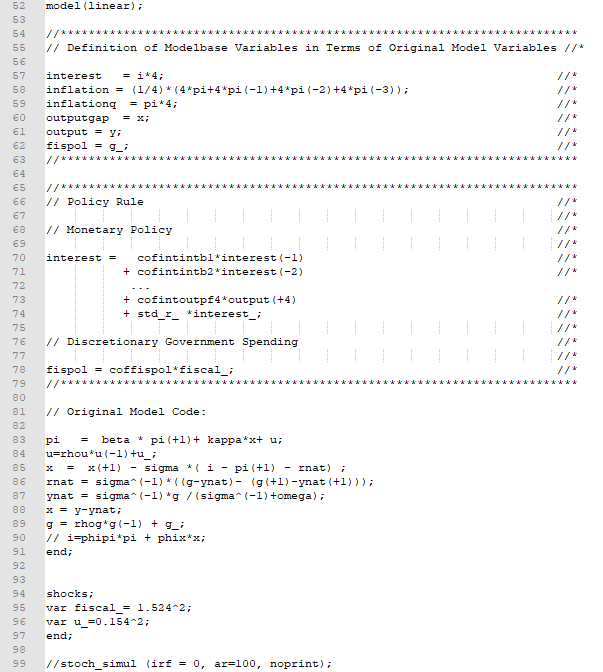 52 model(linear);
53
54 //**************************************************************************
55 // Definition of Modelbase Variables in Terms of Original Model Variables //*
56
57 interest   = i*4;                                                        //*
58 inflation = (1/4)*(4*pi+4*pi(-1)+4*pi(-2)+4*pi(-3));                     //*
59 inflationq  = pi*4;                                                      //*
60 outputgap  = x;                                                          //*
61 output = y;                                                              //*
62 fispol = g_;                                                             //*
63 //**************************************************************************
64
65 //**************************************************************************
66 // Policy Rule                                                           //*
67                                                                          //*
68 // Monetary Policy                                                       //*
69                                                                          //*
70 interest =   cofintintb1*interest(-1)                                    //*
71            + cofintintb2*interest(-2)                                    //*
72             ...
73            + cofintoutpf4*output(+4)                                     //*
74            + std_r_ *interest_;                                          //*
75                                                                          //*
76 // Discretionary Government Spending                                     //*
77                                                                          //*
78 fispol = coffispol*fiscal_;                                              //*
79 //**************************************************************************
80
81 // Original Model Code:
82
83 pi   =  beta * pi(+1)+ kappa*x+ u;
84 u=rhou*u(-1)+u_;
85 x  =  x(+1) - sigma *( i - pi(+1) - rnat) ;
86 rnat = sigma^(-1)*((g-ynat)- (g(+1)-ynat(+1)));
87 ynat = sigma^(-1)*g /(sigma^(-1)+omega);
88 x = y-ynat;
89 g = rhog*g(-1) + g_;
90 // i=phipi*pi + phix*x;
91 end;
92
93
94 shocks;
95 var fiscal_= 1.524^2;
96 var u_=0.154^2;
97 end;
98
99 //stoch_simul (irf = 0, ar=100, noprint);